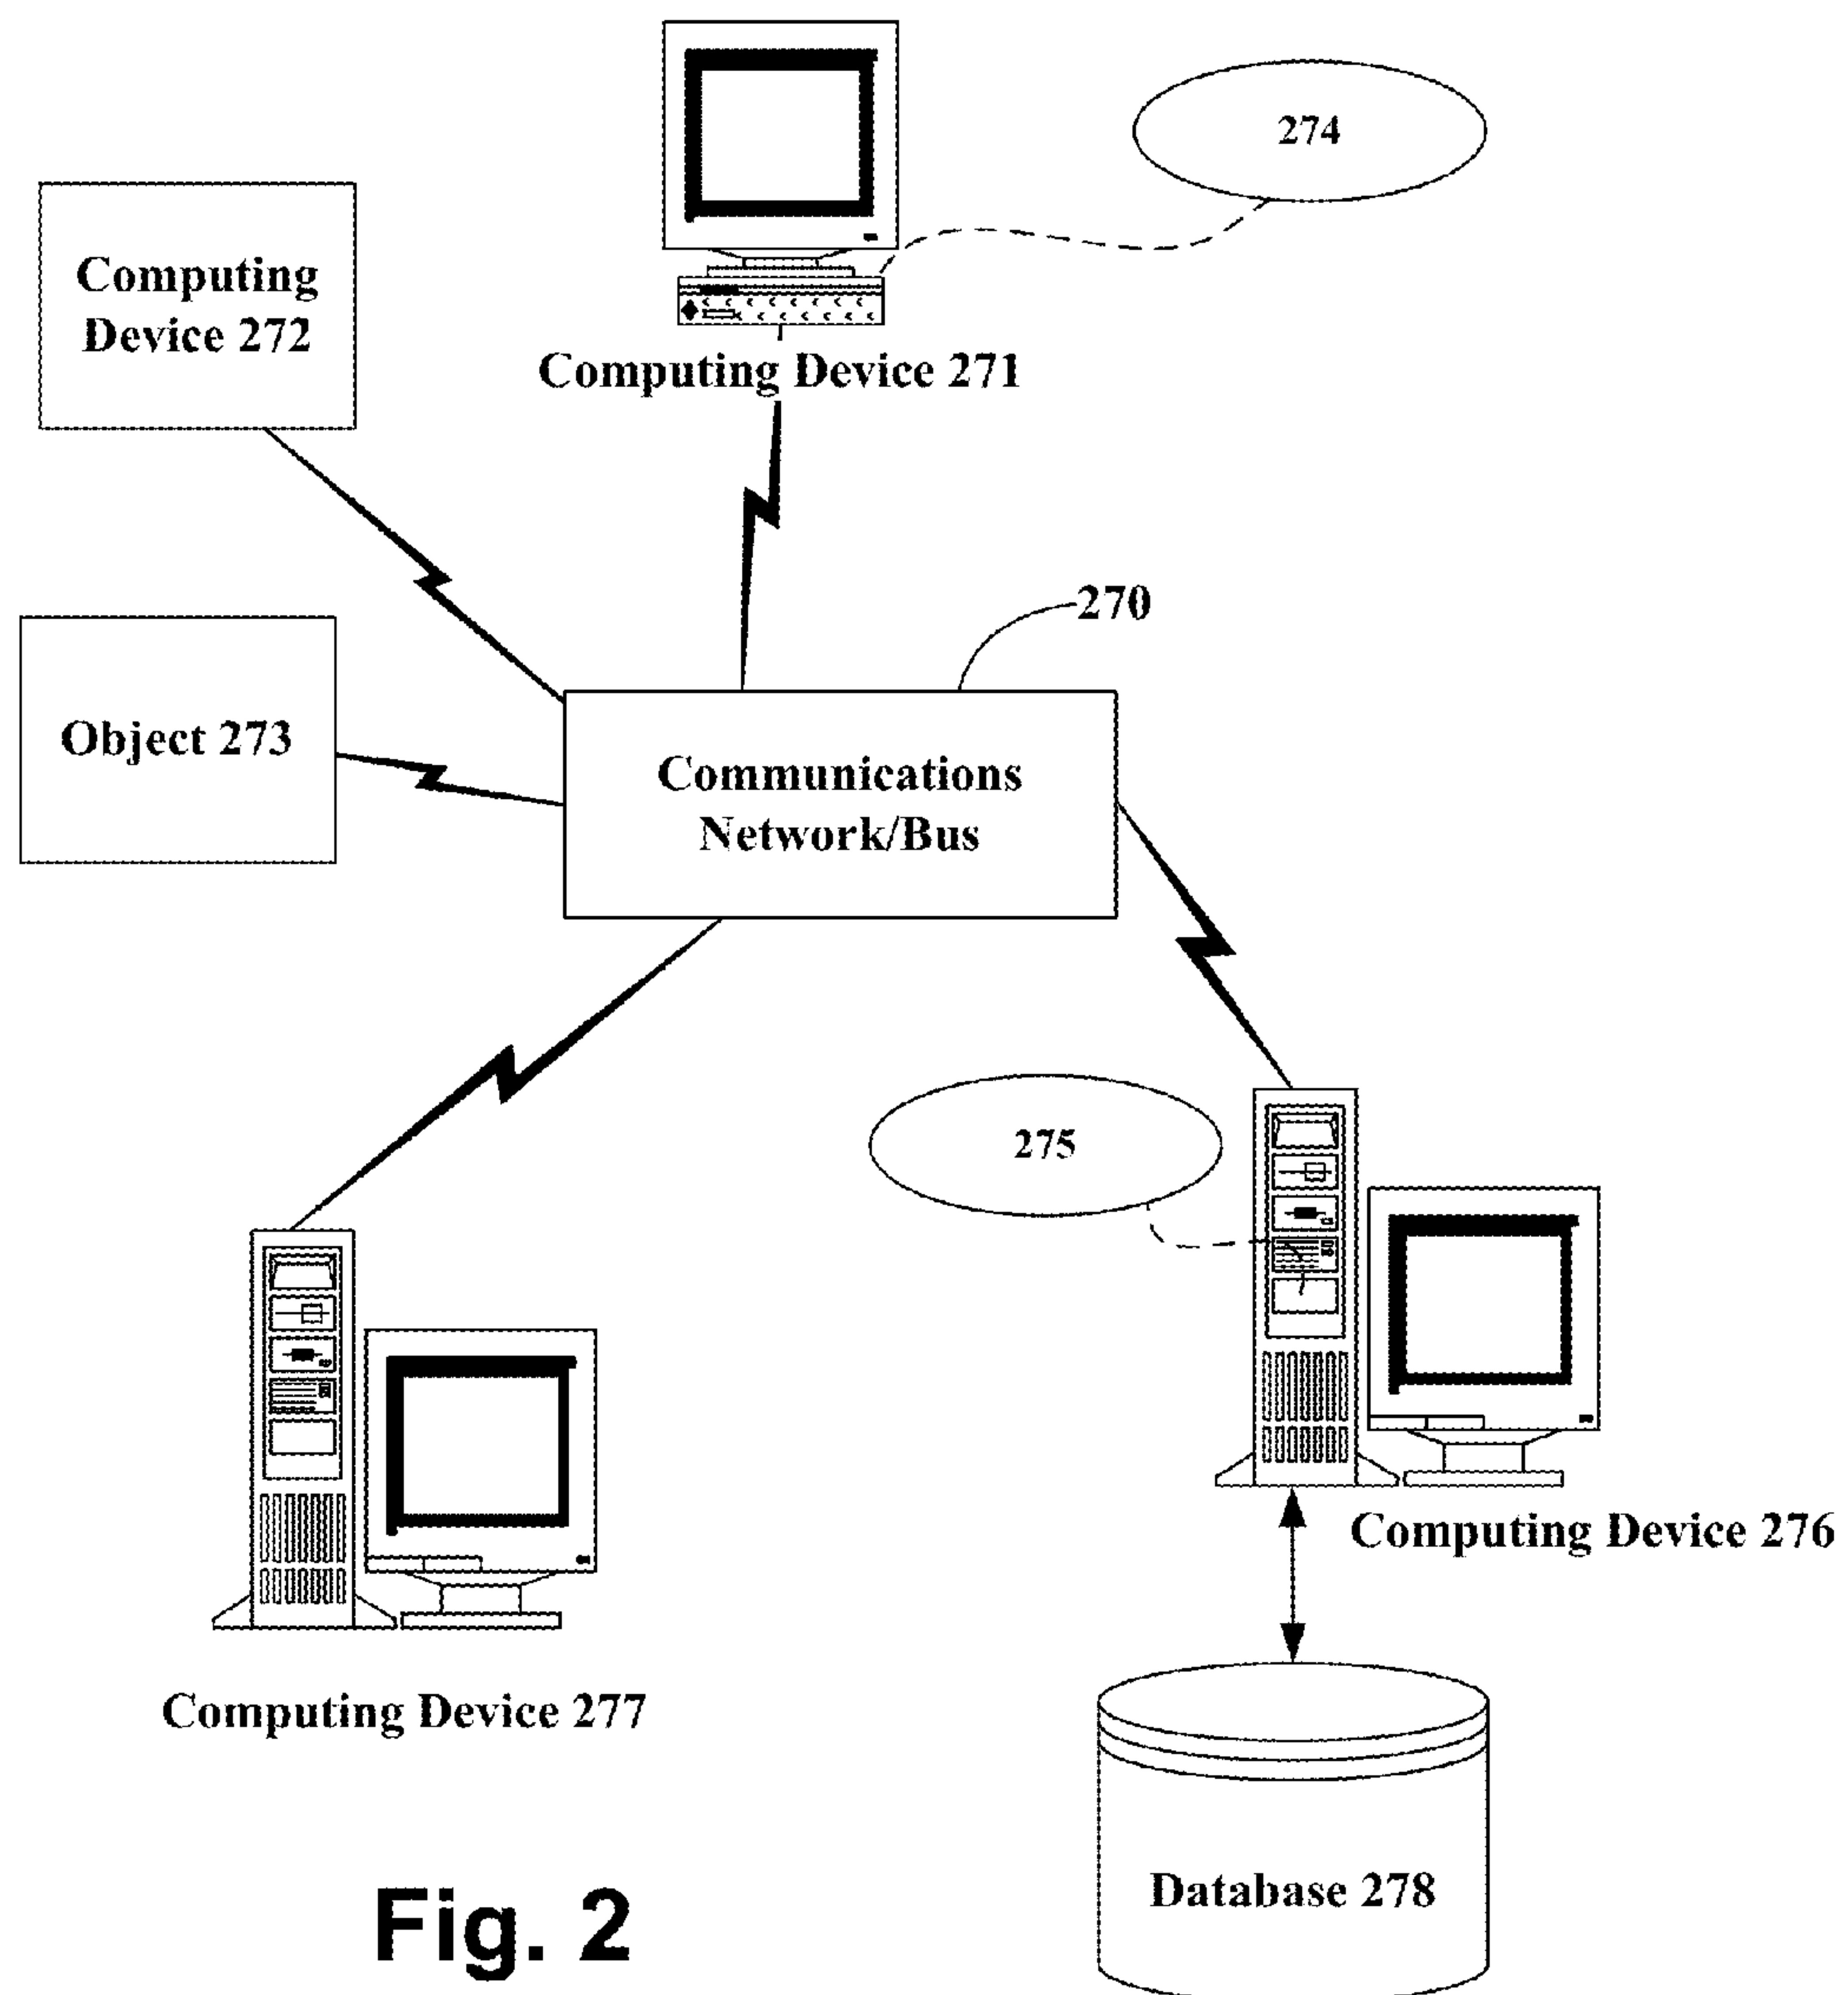 274
Computing
Device 272
Computing Device 271
270
Object 273
Communications
Network/Bus
275
Computing Device 276
Computing Device 277
Database 278
Fig. 2